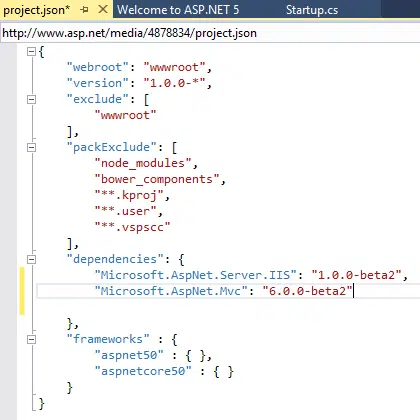 project.json* Welcome to ASP.NET 5 Startup.cs
http://www.asp.net/media/4878834/project.json
{
"webroot": "wwwroot",
"version": "1.0.0-*",
"exclude": [
"wwwroot"
],
"packExclude": [
"node_modules",
"bower_components",
"**.kproj",
"**.user",
"**.vspscc"
],
"dependencies": {
"Microsoft.AspNet.Server.IIS": "1.0.0-beta2",
"Microsoft.AspNet.Mvc": "6.0.0-beta2"
},
"frameworks" : {
"aspnet50" : { },
"aspnetcore50" : { }
}
}